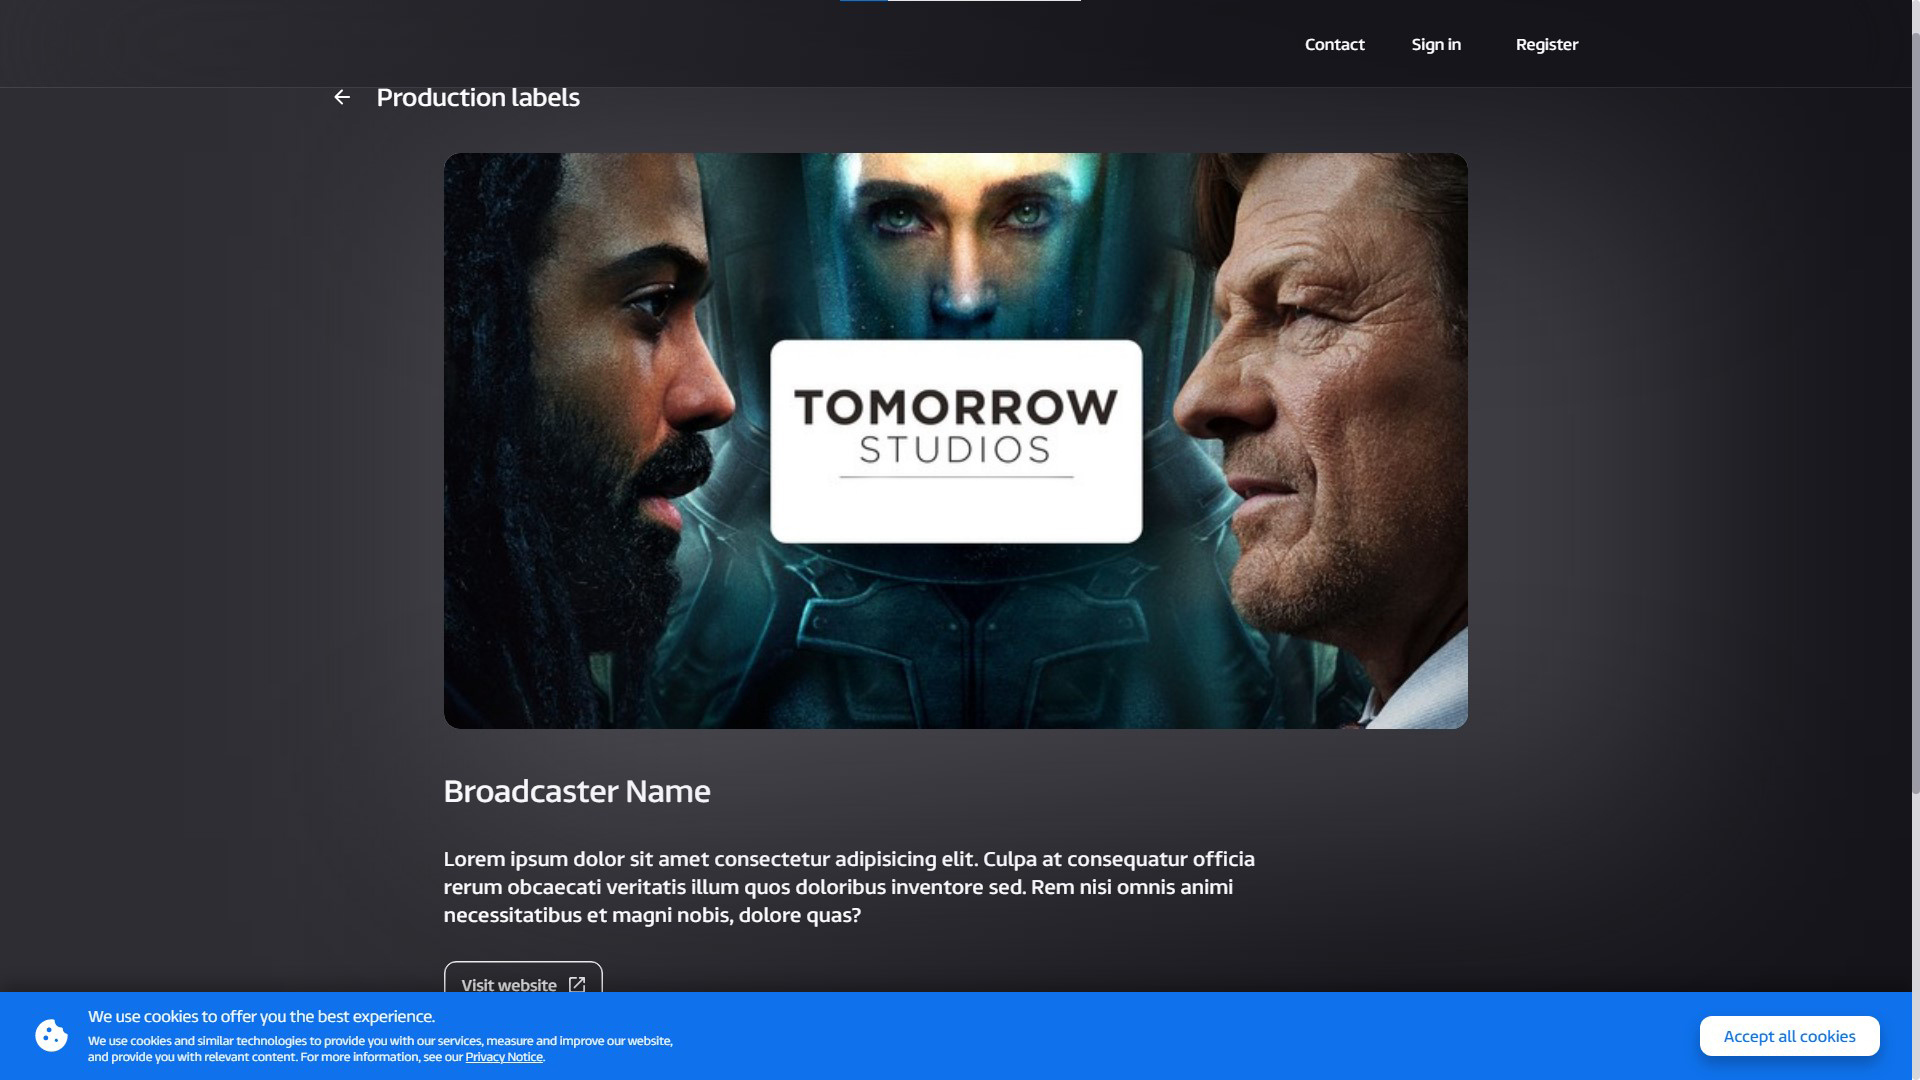 Contact
Sign in
Register
Production labels
TOMORROW
STUDIOS
Broadcaster Name
Lorem ipsum dolor sit amet consectetur adipisicing elit. Culpa at consequatur officia
rerum obcaecati veritatis illum quos doloribus inventore sed. Rem nisi omnis animi
necessitatibus et magni nobis, dolore quas?
Visit website
We use cookies to offer you the best experience.
We use cookies and similar technologies to provide you with our services, measure and improve our website,
and provide you with relevant content. For more information, see our Privacy Notice.
Accept all cookies